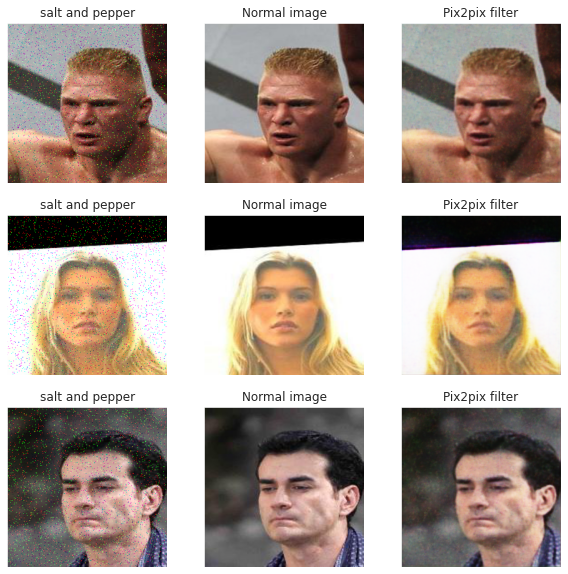 salt and pepper
Normal image
Pix2pix filter
salt and pepper
Normal image
Pix2pix filter
salt and pepper
Normal image
Pix2pix filter